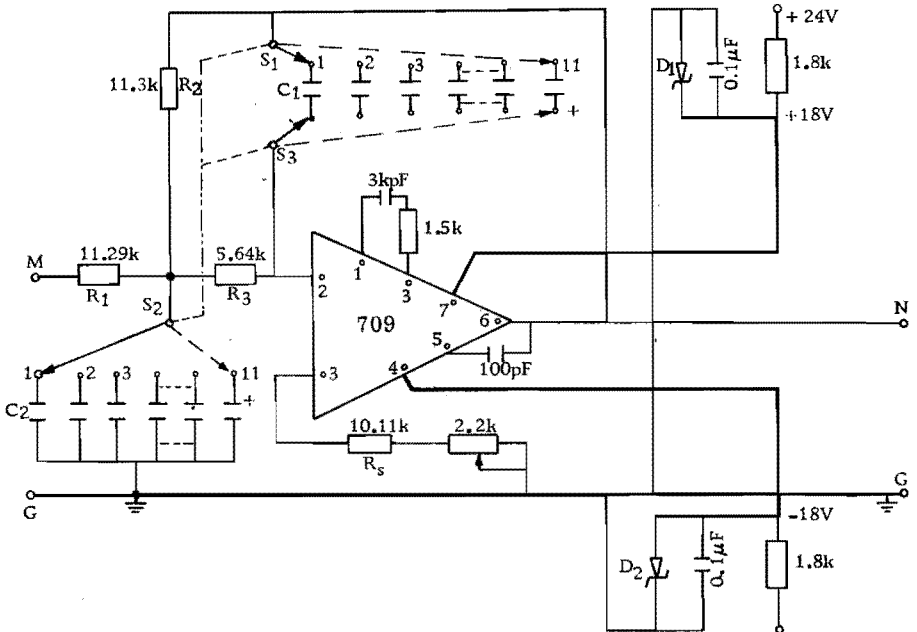 + 24V
S1
1
2
3
11
D1
0.1µF
1.8k
11.3k
R2
C1
+
+18V
S3
3kpF
1.5k
M
11.29k
5.64k
1
3
R1
R3
2
7
S2
709
6
N
5
1
2
3
11
3
4
100pF
C2
+
10.11k
2.2k
Rs
G
G
-18V
D2
0.1µF
1.8k